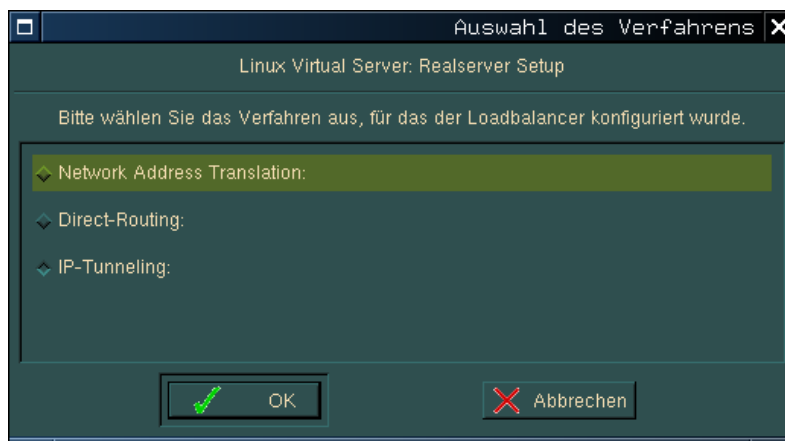 Auswahl des Verfahrens
Linux Virtual Server: Realserver Setup
Bitte wählen Sie das Verfahren aus, für das der Loadbalancer konfiguriert wurde.
Network Address Translation:
Direct-Routing:
IP-Tunneling:
OK
Abbrechen